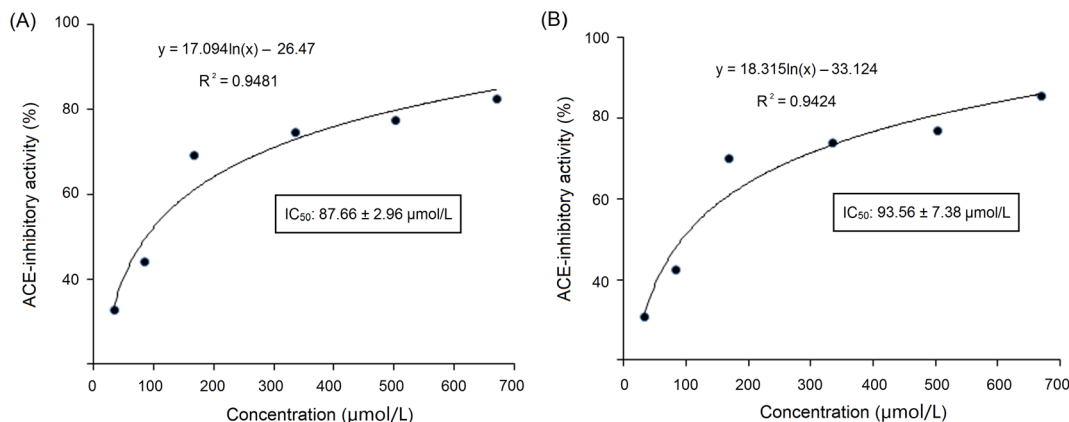 (A)
100
80
60
40
ACE-inhibitory activity (%)
y = 17.094ln(x) – 26.47
R² = 0.9481
IC₅₀: 87.66 ± 2.96 µmol/L
0 100 200 300 400 500 600 700
Concentration (µmol/L)
(B)
100
80
60
40
ACE-inhibitory activity (%)
y = 18.315ln(x) – 33.124
R² = 0.9424
IC₅₀: 93.56 ± 7.38 µmol/L
0 100 200 300 400 500 600 700
Concentration (µmol/L)